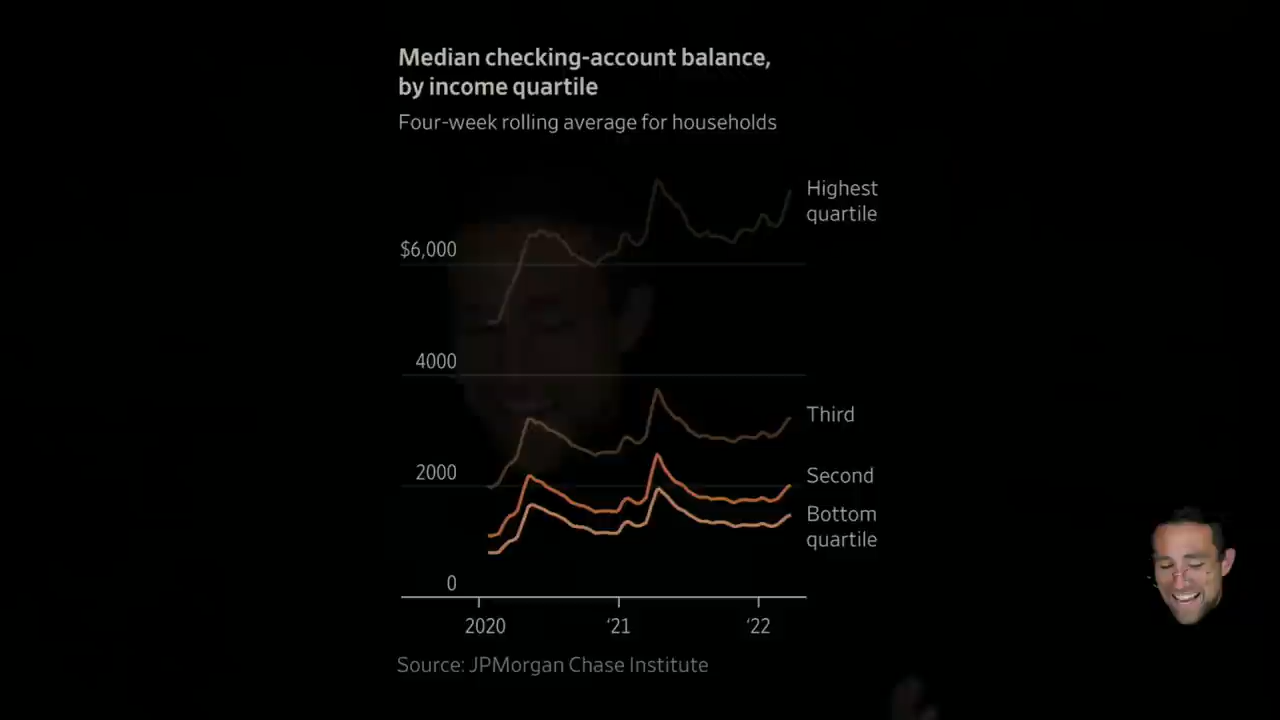 Median checking-account balance,
by income quartile
Four-week rolling average for households
Highest
quartile
$6,000
4000
Third
2000
Second
Bottom
quartile
0
2020
‘21
‘22
Source: JPMorgan Chase Institute